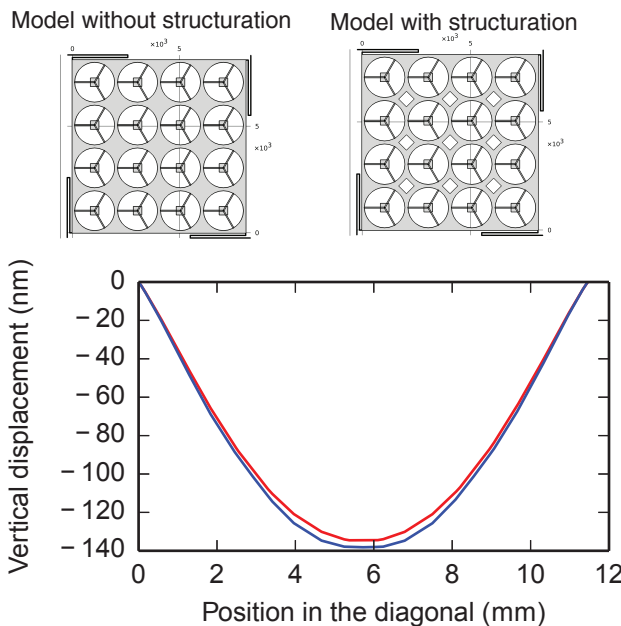 Model without structuration
Model with structuration
0 ×10³ 5
5
×10³
0
0 ×10³ 5
5
×10³
0
Vertical displacement (nm)
0
−20
−40
−60
−80
−100
−120
−140
0 2 4 6 8 10 12
Position in the diagonal (mm)